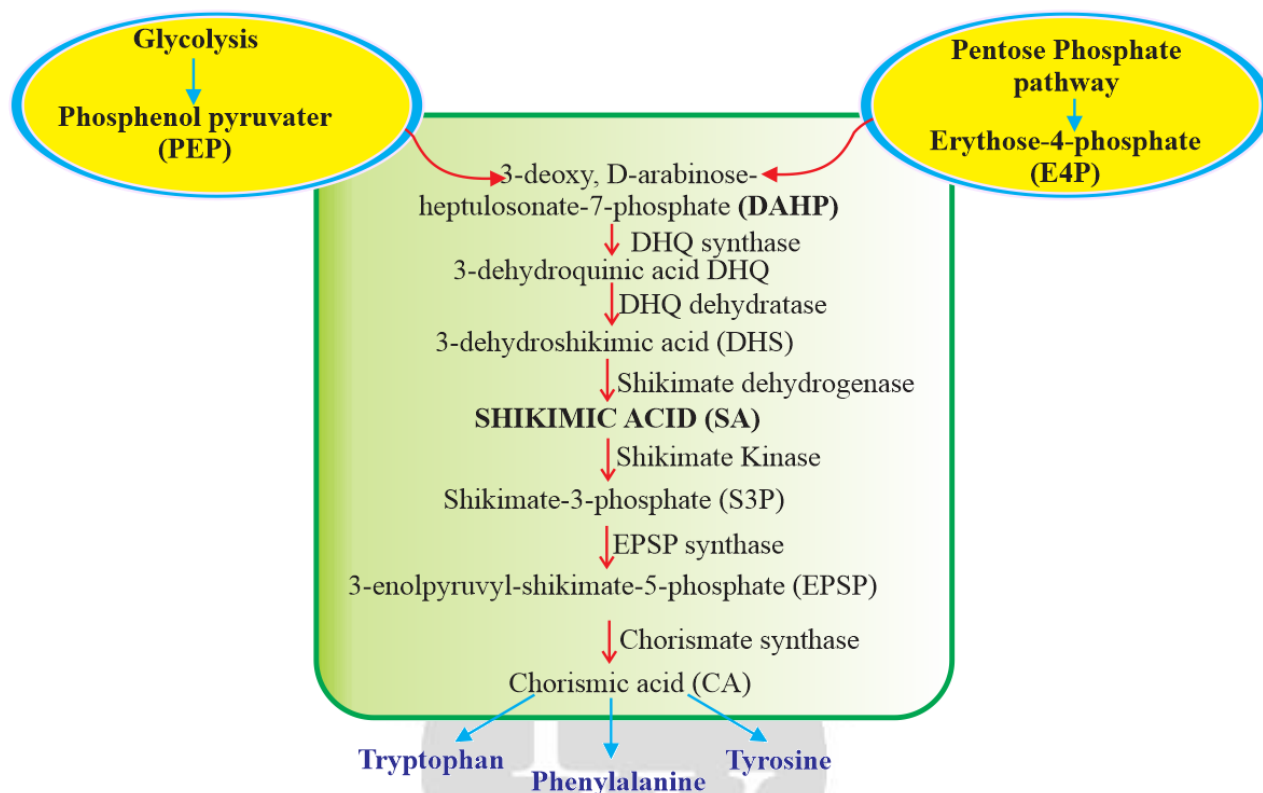 Glycolysis
Phosphenol pyruvater
(PEP)
Pentose Phosphate
pathway
Erythose-4-phosphate
(E4P)
3-deoxy, D-arabinose-
heptulosonate-7-phosphate (DAHP)
DHQ synthase
3-dehydroquinic acid DHQ
DHQ dehydratase
3-dehydroshikimic acid (DHS)
Shikimate dehydrogenase
SHIKIMIC ACID (SA)
Shikimate Kinase
Shikimate-3-phosphate (S3P)
EPSP synthase
3-enolpyruvyl-shikimate-5-phosphate (EPSP)
Chorismate synthase
Chorismic acid (CA)
Tryptophan
Phenylalanine
Tyrosine